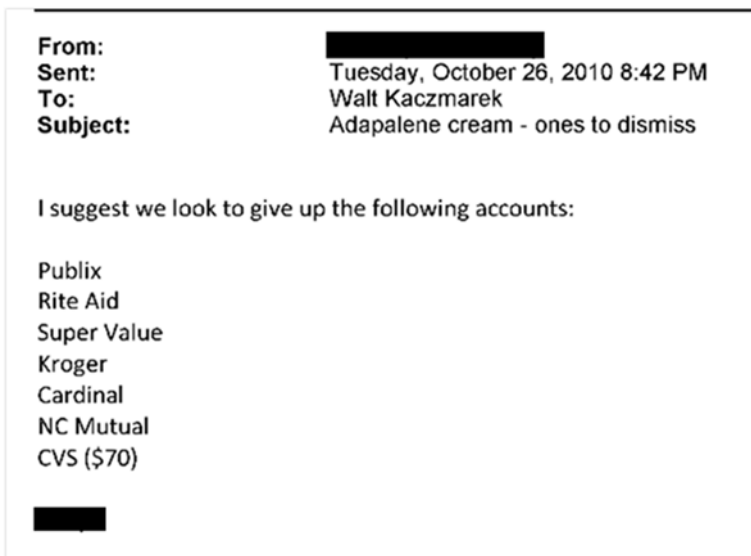 From:
Sent: Tuesday, October 26, 2010 8:42 PM
To: Walt Kaczmarek
Subject: Adapalene cream - ones to dismiss
I suggest we look to give up the following accounts:
Publix
Rite Aid
Super Value
Kroger
Cardinal
NC Mutual
CVS ($70)